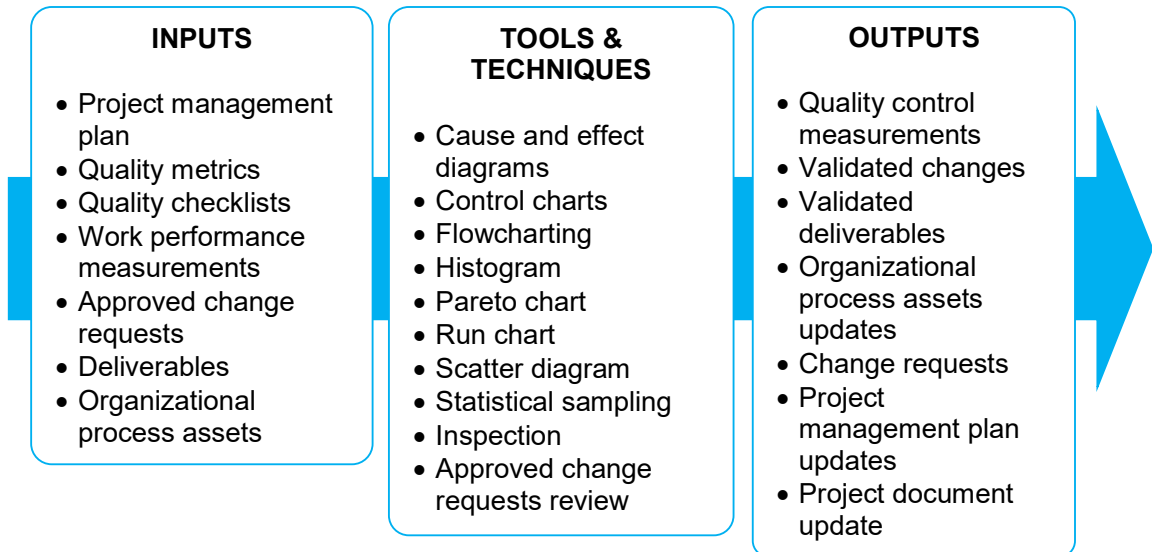 INPUTS
• Project management
plan
• Quality metrics
• Quality checklists
• Work performance
measurements
• Approved change
requests
• Deliverables
• Organizational
process assets
TOOLS &
TECHNIQUES
• Cause and effect
diagrams
• Control charts
• Flowcharting
• Histogram
• Pareto chart
• Run chart
• Scatter diagram
• Statistical sampling
• Inspection
• Approved change
requests review
OUTPUTS
• Quality control
measurements
• Validated changes
• Validated
deliverables
• Organizational
process assets
updates
• Change requests
• Project
management plan
updates
• Project document
update